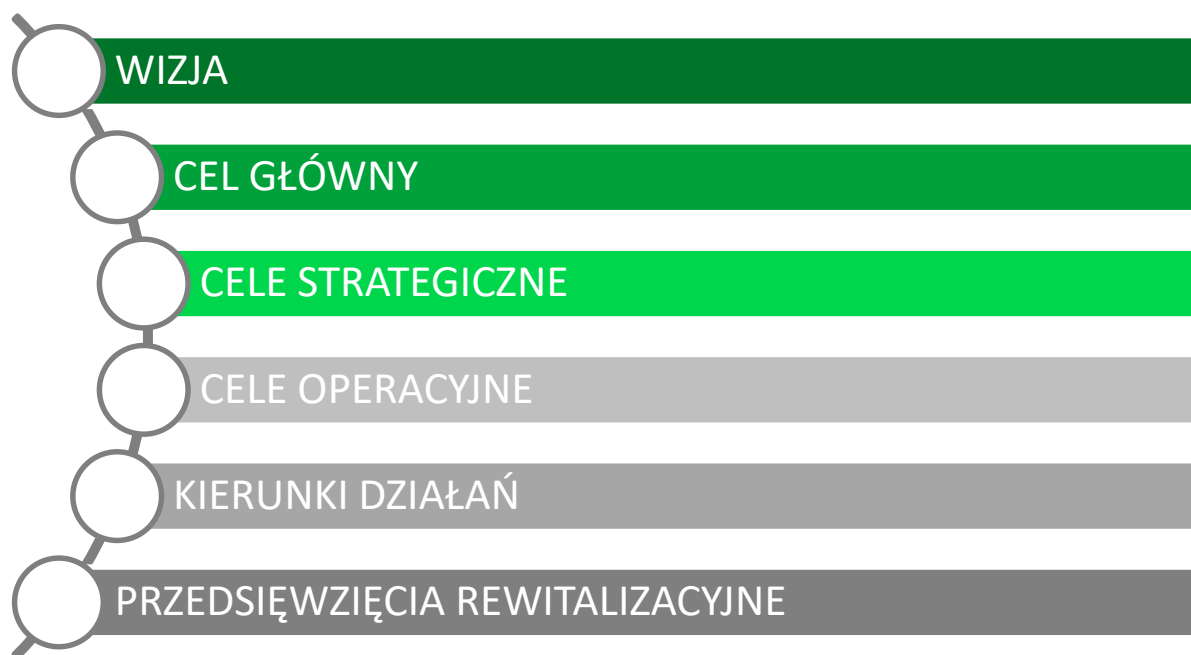 WIZJA
CEL GŁÓWNY
CELE STRATEGICZNE
CELE OPERACYJNE
KIERUNKI DZIAŁAŃ
PRZEDSIĘWZIĘCIA REWITALIZACYJNE